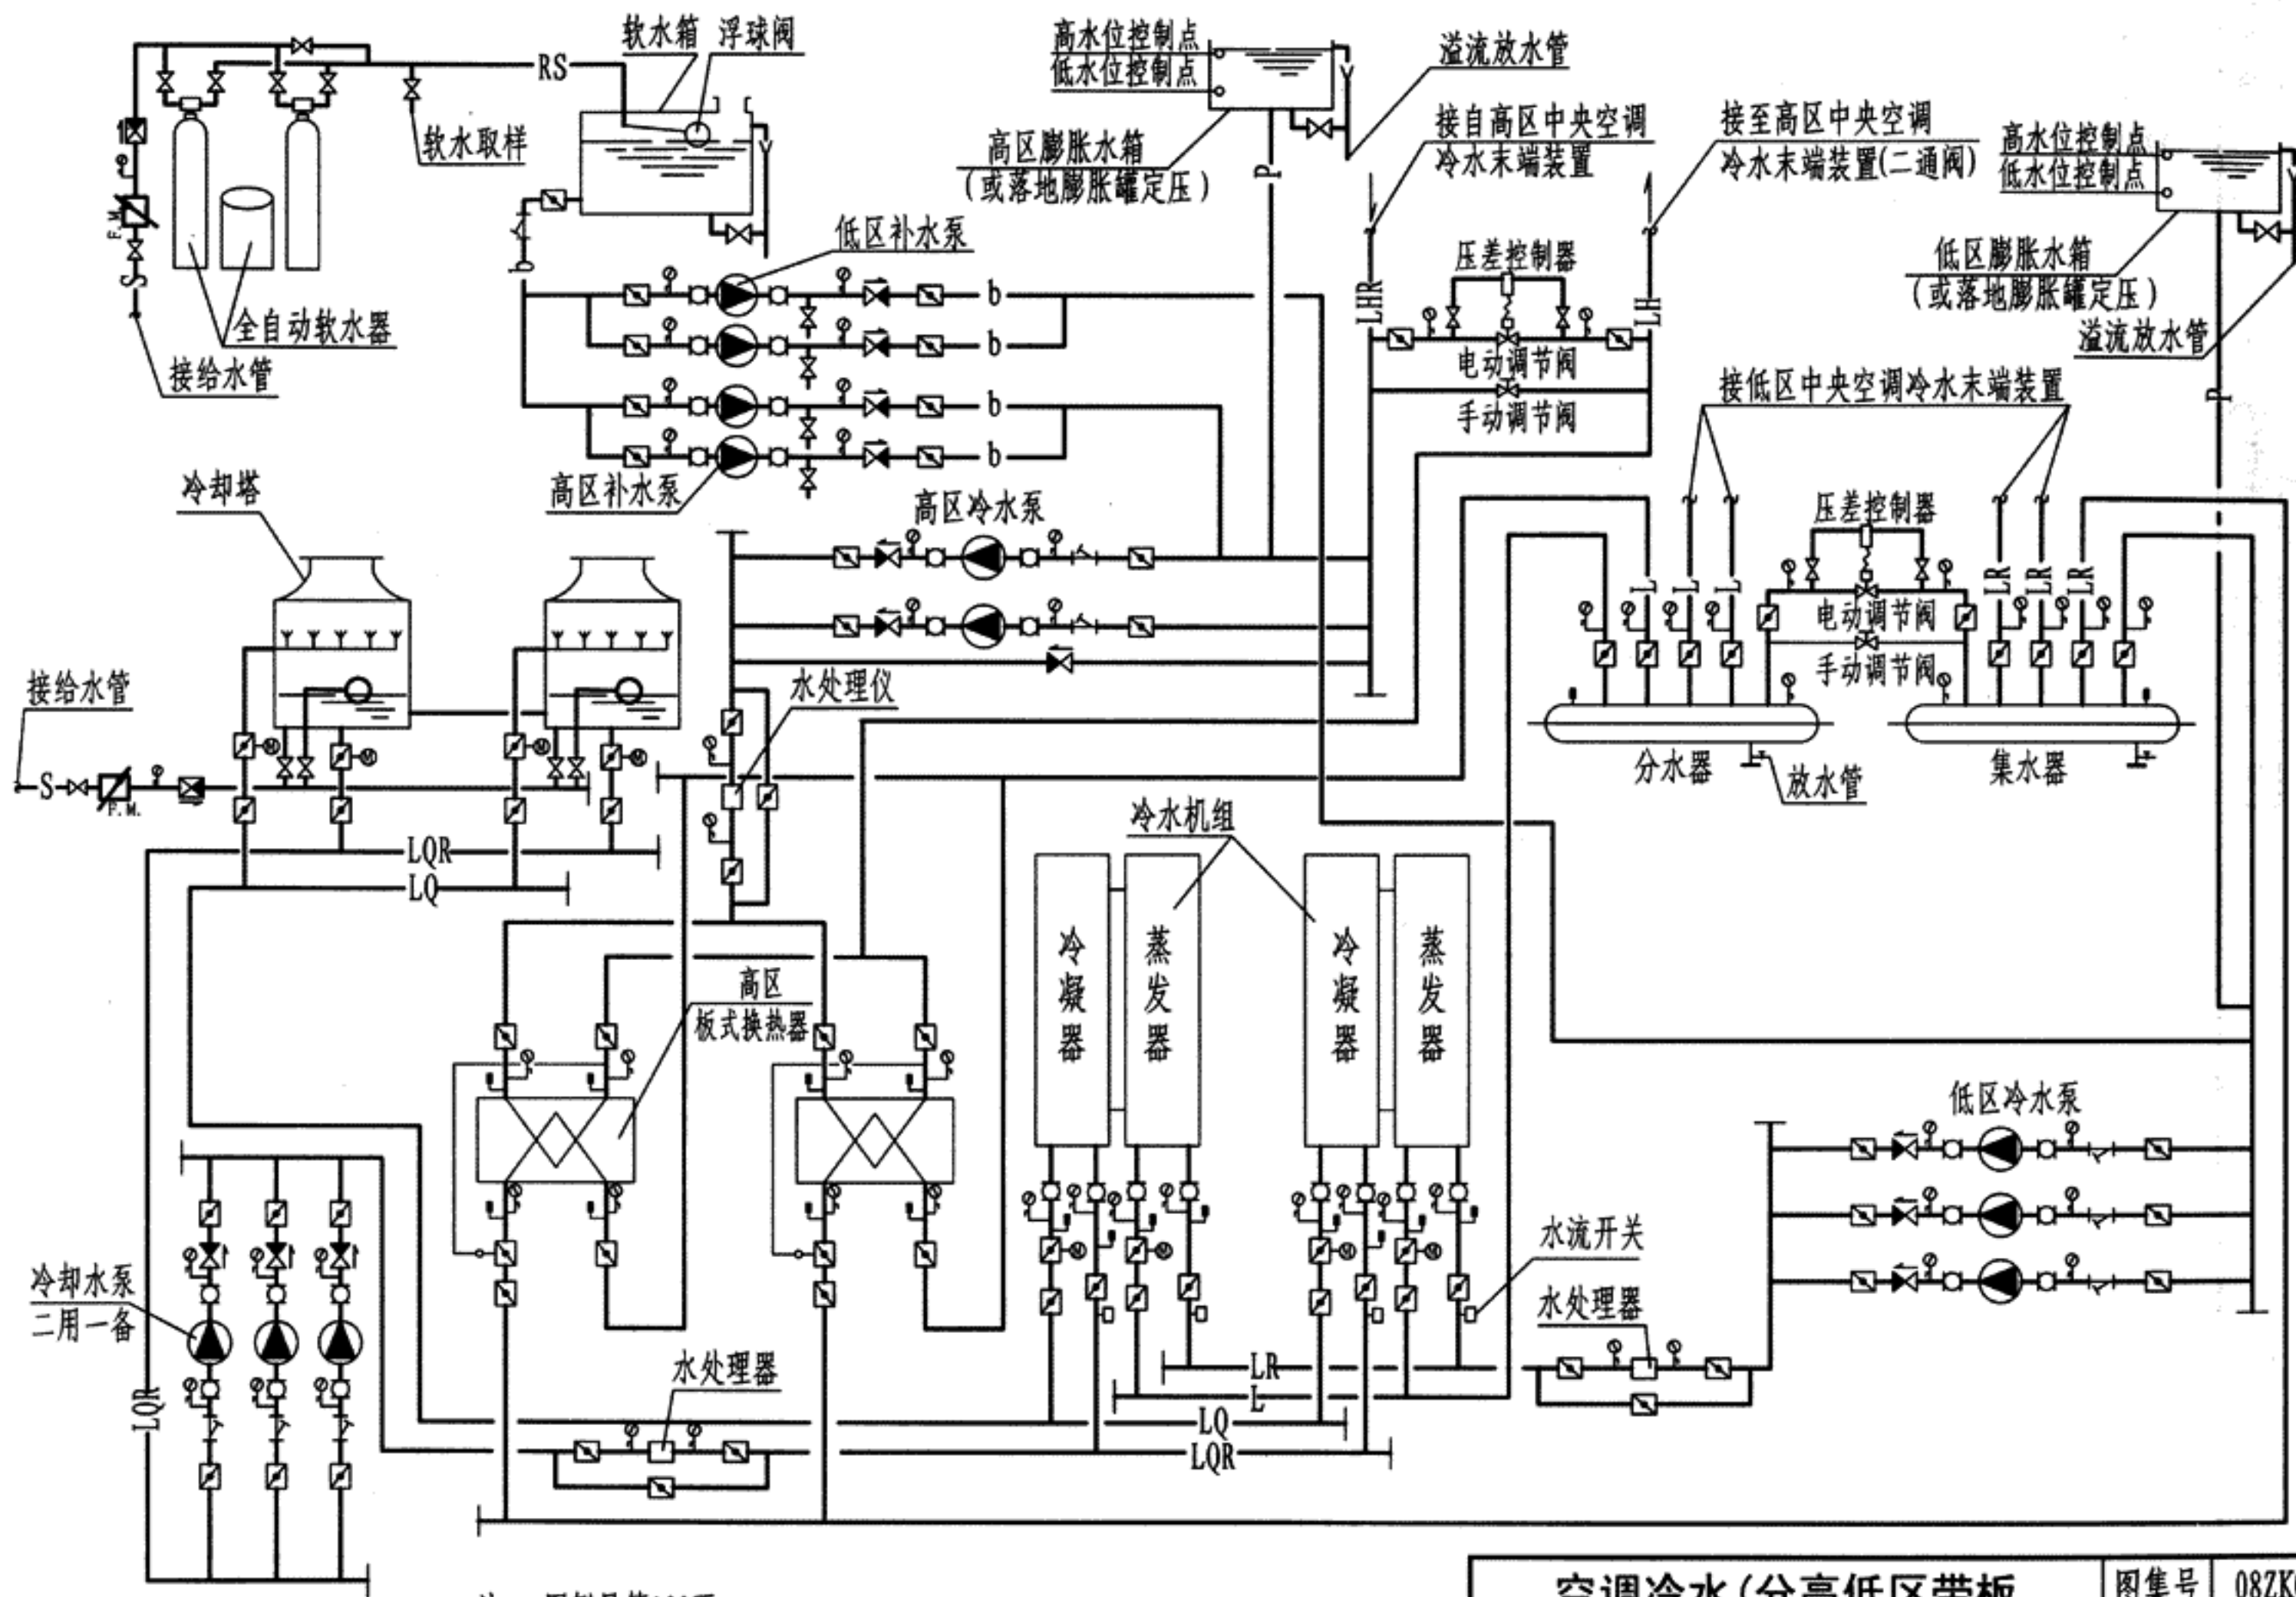 软水箱
浮球阀
RS
高水位控制点
低水位控制点
溢流放水管
软水取样
高区膨胀水箱
(或落地膨胀罐定压)
P
接自高区中央空调
冷水末端装置
接至高区中央空调
冷水末端装置(二通阀)
高水位控制点
低水位控制点
F.M.
S
b
低区补水泵
压差控制器
低区膨胀水箱
(或落地膨胀罐定压)
全自动软水器
接给水管
b
b
b
b
LHR
LH
电动调节阀
手动调节阀
溢流放水管
接低区中央空调冷水末端装置
P
高区补水泵
冷却塔
高区冷水泵
压差控制器
L
L
L
LR
LR
LR
电动调节阀
手动调节阀
接给水管
水处理仪
S
F.M.
M
M
M
M
分水器
放水管
集水器
冷水机组
LQR
LQ
冷凝器
蒸发器
冷凝器
蒸发器
高区
板式换热器
低区冷水泵
M
M
M
M
水流开关
冷却水泵
二用一备
水处理器
水处理器
LQR
LR
L
LQ
LQR
空调冷水(分高低区带板
图集号
08ZK